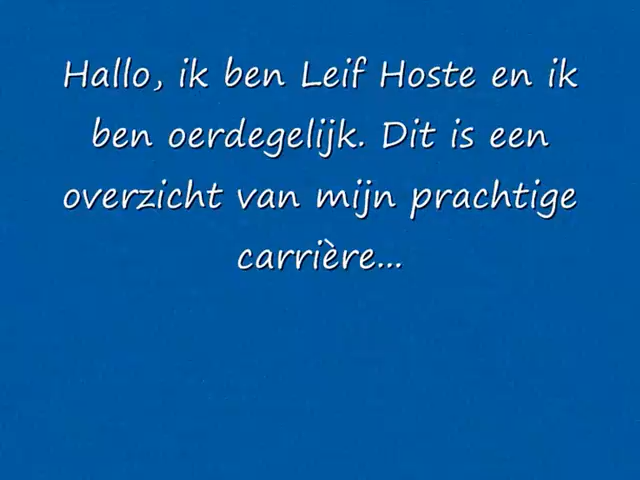 Hallo, ik ben Leif Hoste en ik
ben oerdegelijk. Dit is een
overzicht van mijn prachtige
carrière...